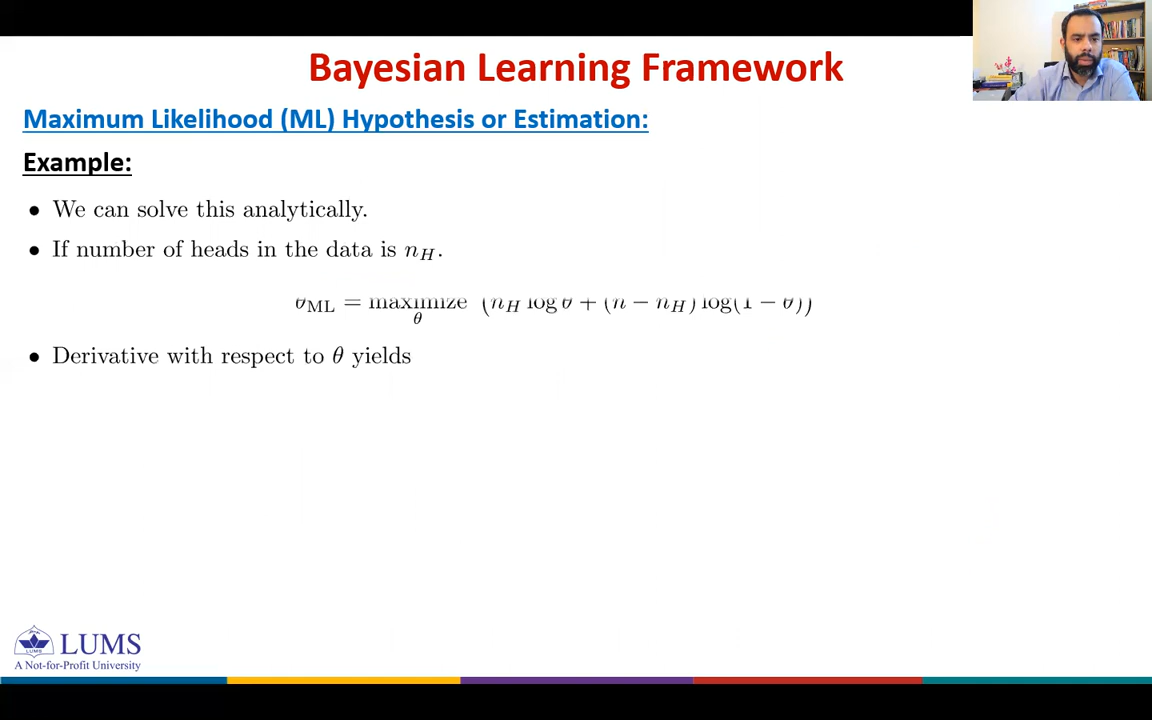 Bayesian Learning Framework
Maximum Likelihood (ML) Hypothesis or Estimation:
Example:
• We can solve this analytically.
• If number of heads in the data is n_H.
θ_ML = maximize_θ (n_H log θ + (n − n_H) log(1 − θ))
• Derivative with respect to θ yields
LUMS
LUMS
A Not-for-Profit University